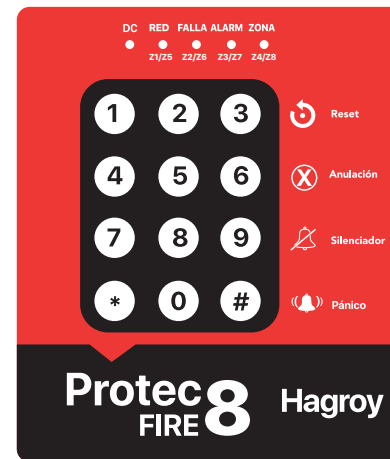 DC RED FALLA ALARM ZONA
Z1/Z5 Z2/Z6 Z3/Z7 Z4/Z8
1 2 3 Reset
4 5 6 X Anulación
7 8 9 Silenciador
* 0 # Pánico
Protec 8 Hagroy
FIRE